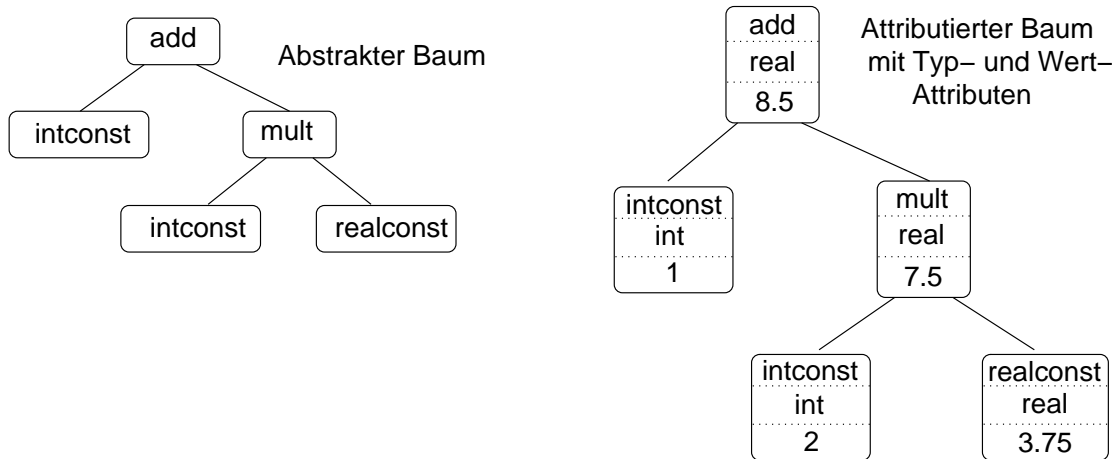 add
Abstrakter Baum
intconst
mult
intconst
realconst
add
real
8.5
Attributierter Baum
mit Typ– und Wert–
Attributen
intconst
int
1
mult
real
7.5
intconst
int
2
realconst
real
3.75